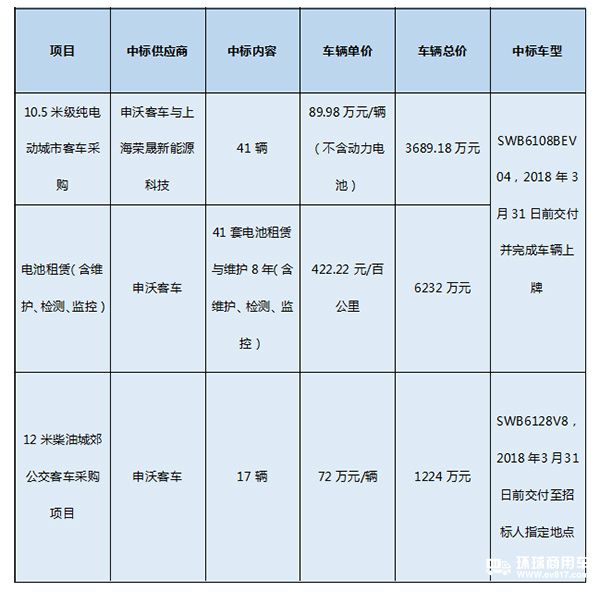 项目
中标供应商
中标内容
车辆单价
车辆总价
中标车型
10.5 米级纯电
动城市客车采
购
申沃客车与上
海荣晟新能源
科技
41 辆
89.98 万元/辆
（不含动力电
池）
3689.18 万元
SWB6108BEV
04，2018 年 3
月 31 日前交付
并完成车辆上
牌
电池租赁（含维
护、检测、监控）
申沃客车
41 套电池租赁
与维护 8 年（含
维护、检测、监
控）
422.22 元/百
公里
6232 万元
12 米柴油城郊
公交客车采购
项目
申沃客车
17 辆
72 万元/辆
1224 万元
SWB6128V8，
2018 年 3 月 31
日前交付至招
标人指定地点
环球商用车
www.ev817.com